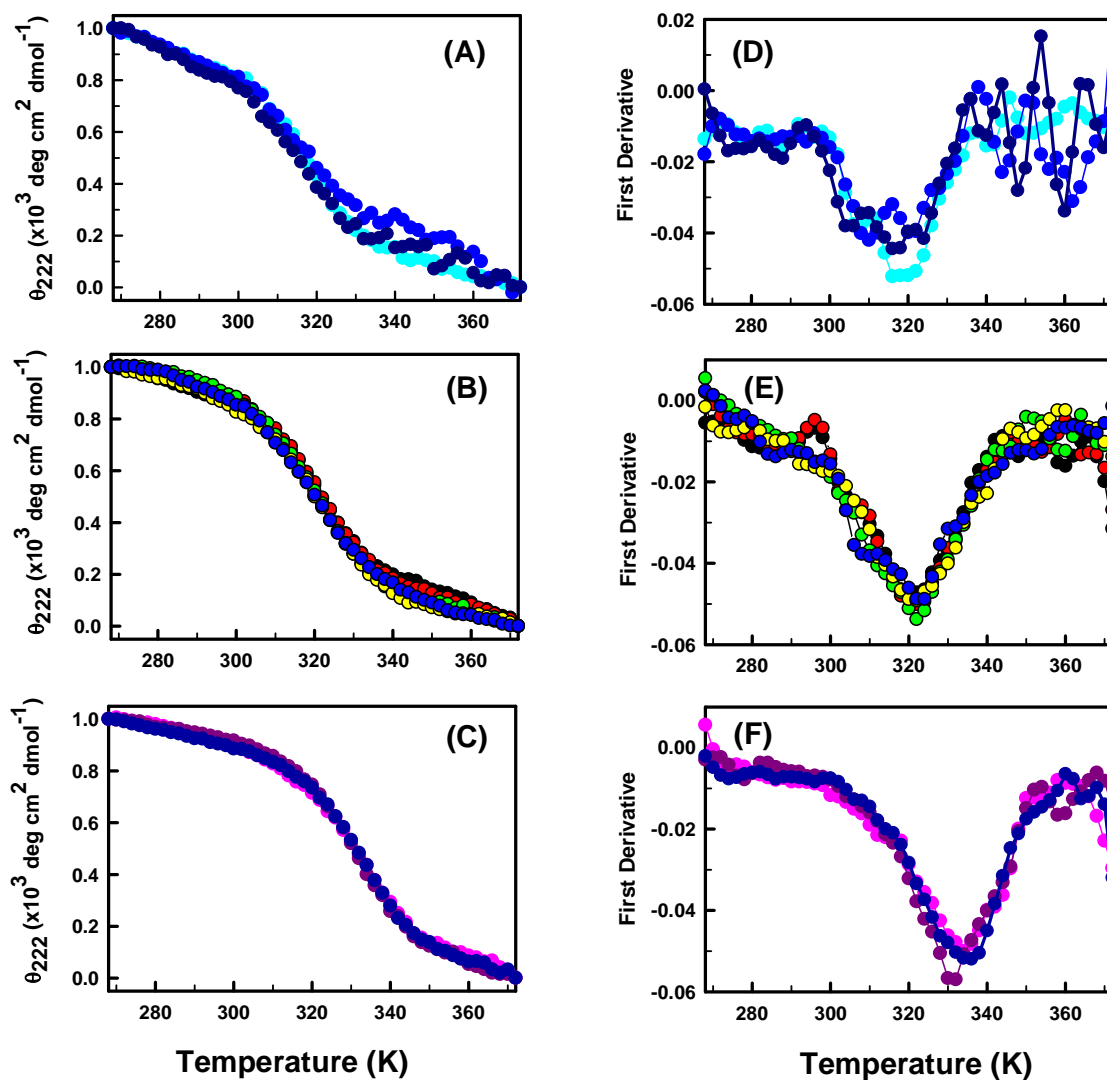 (A)
θ222 (x10³ deg cm² dmol⁻¹)
1.0
0.8
0.6
0.4
0.2
0.0
280 300 320 340 360
(D)
First Derivative
0.02
0.00
-0.02
-0.04
-0.06
280 300 320 340 360
(B)
θ222 (x10³ deg cm² dmol⁻¹)
1.0
0.8
0.6
0.4
0.2
0.0
280 300 320 340 360
(E)
First Derivative
0.00
-0.02
-0.04
-0.06
280 300 320 340 360
(C)
θ222 (x10³ deg cm² dmol⁻¹)
1.0
0.8
0.6
0.4
0.2
0.0
280 300 320 340 360
Temperature (K)
(F)
First Derivative
0.00
-0.02
-0.04
-0.06
280 300 320 340 360
Temperature (K)